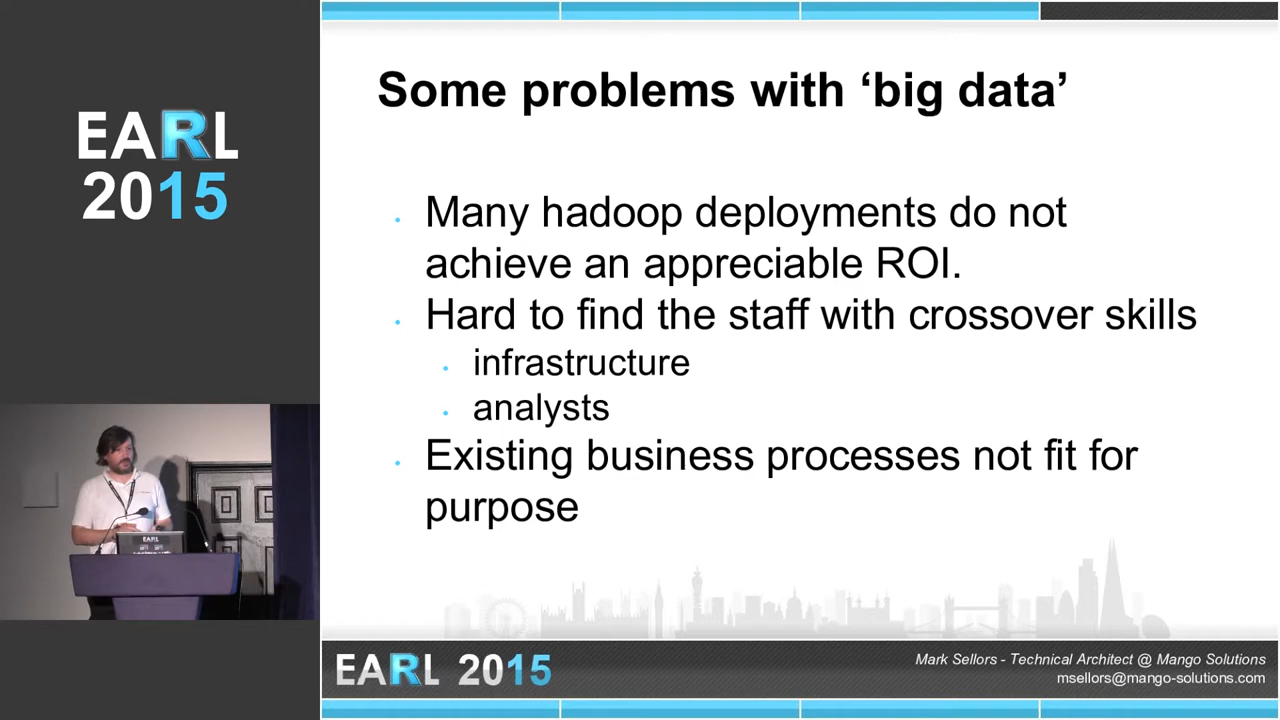 EARL
2015
Some problems with ‘big data’
• Many hadoop deployments do not
achieve an appreciable ROI.
• Hard to find the staff with crossover skills
• infrastructure
• analysts
• Existing business processes not fit for
purpose
EARL
EARL 2015
Mark Sellors - Technical Architect @ Mango Solutions
msellors@mango-solutions.com